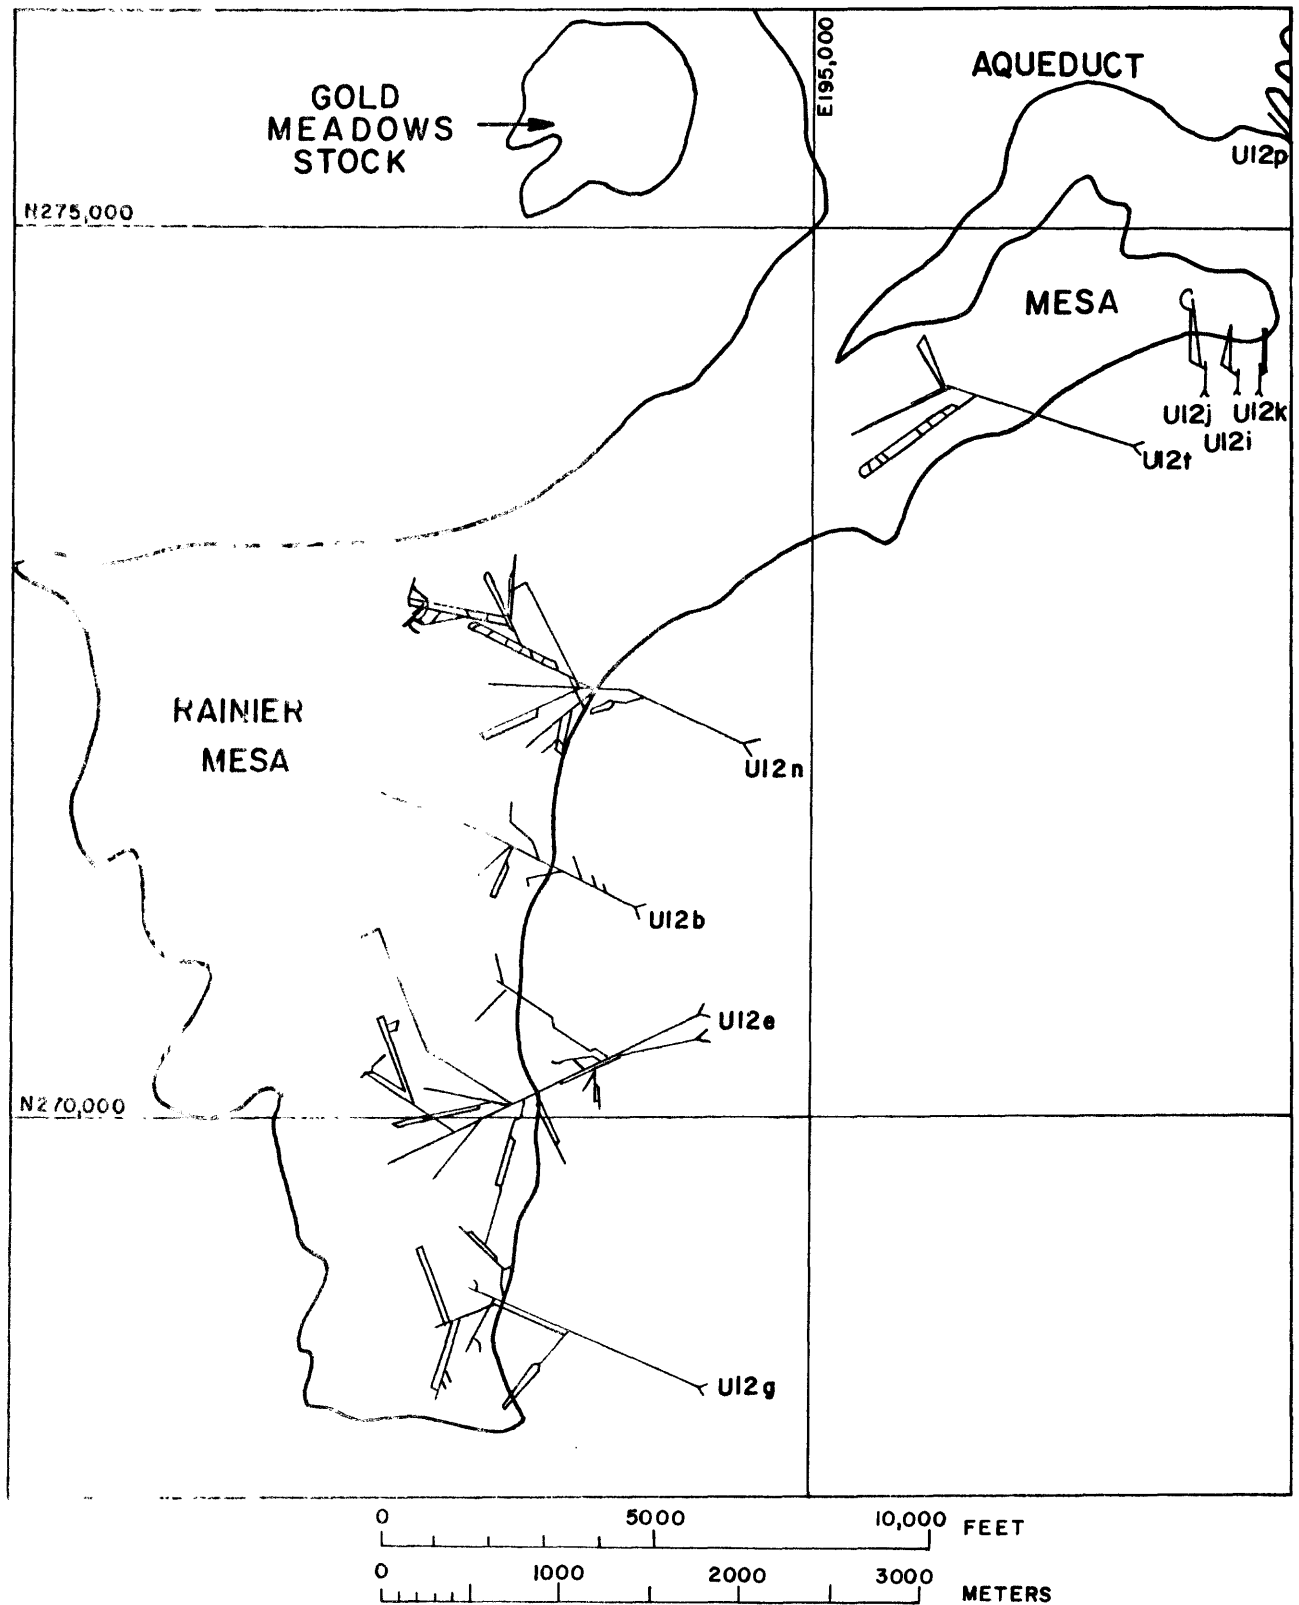 E195,000
AQUEDUCT
GOLD
MEADOWS
STOCK
U12p
N275,000
MESA
U12j U12k
U12i
U12t
RAINIER
MESA
U12n
U12b
U12e
N270,000
U12g
0 5000 10,000 FEET
0 1000 2000 3000 METERS